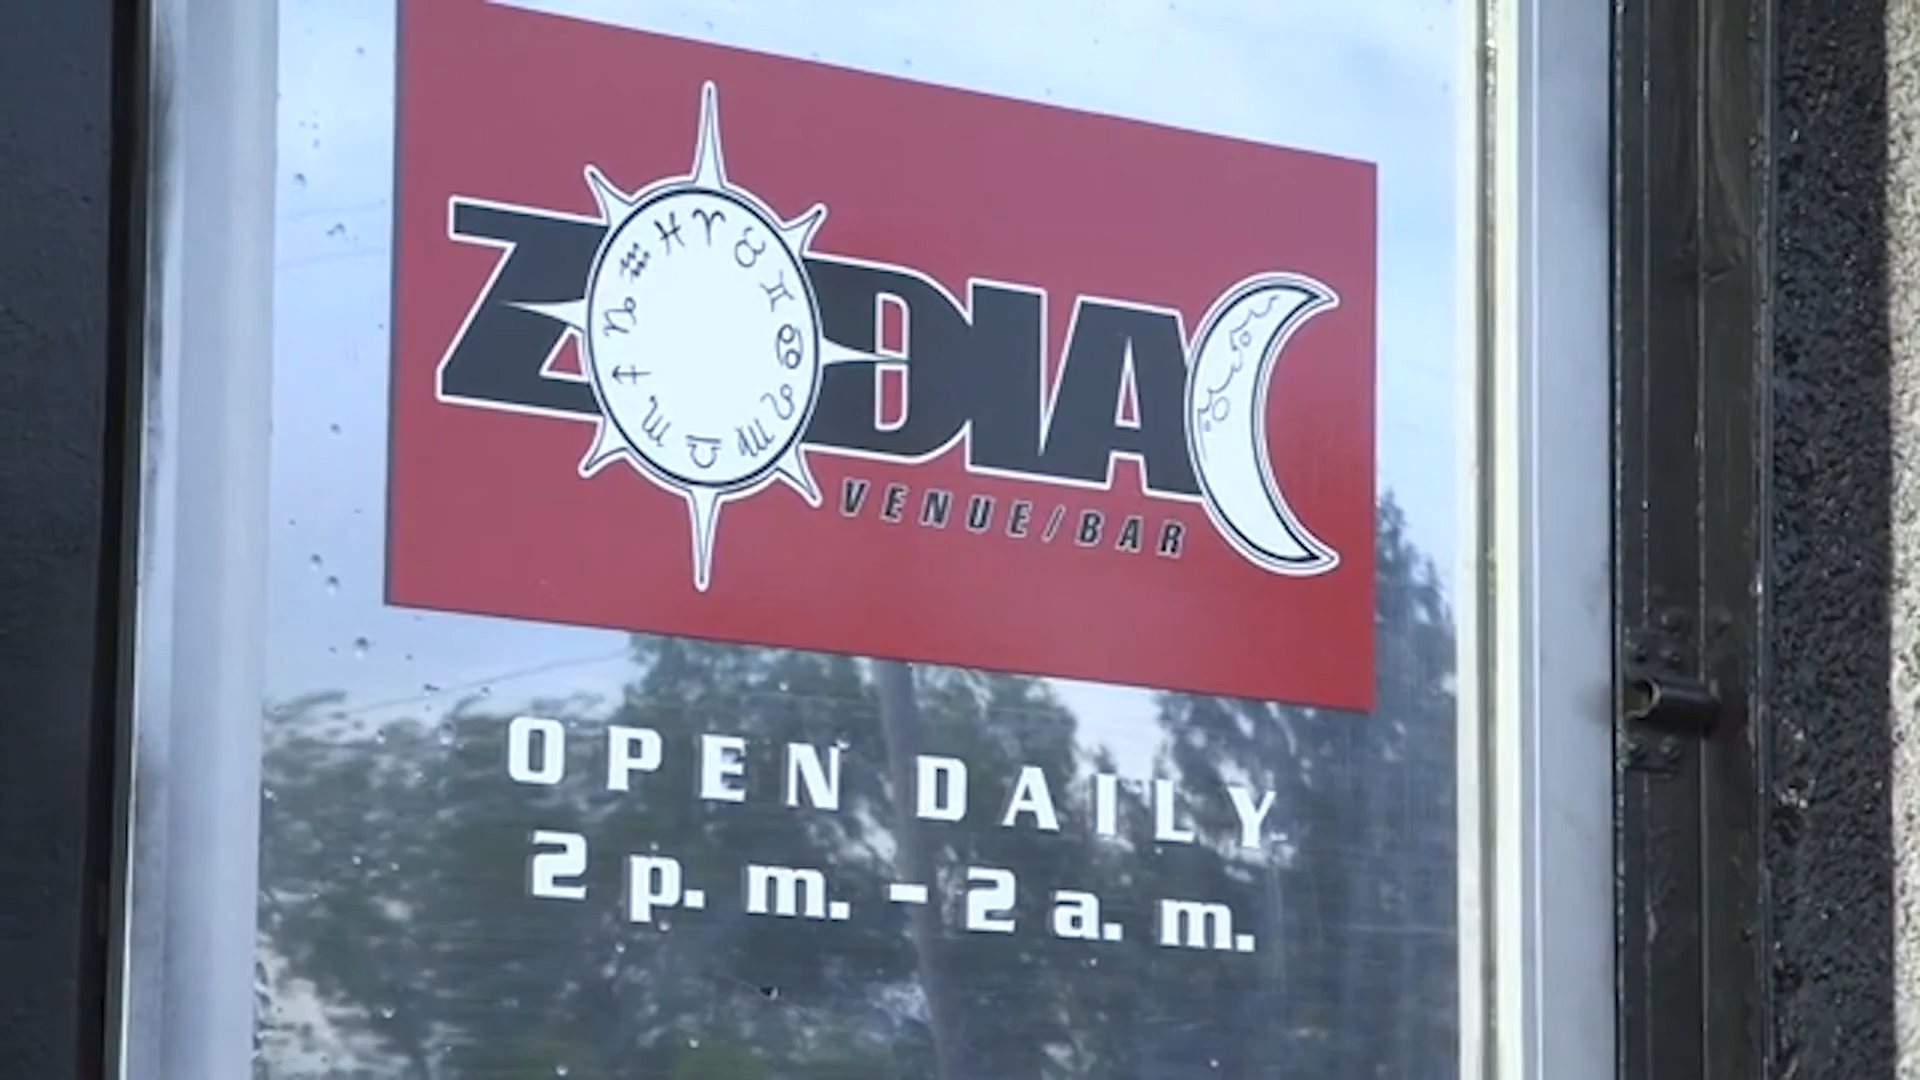 ZODIAC
VENUE/BAR
OPEN DAILY
2 p. m. - 2 a. m.